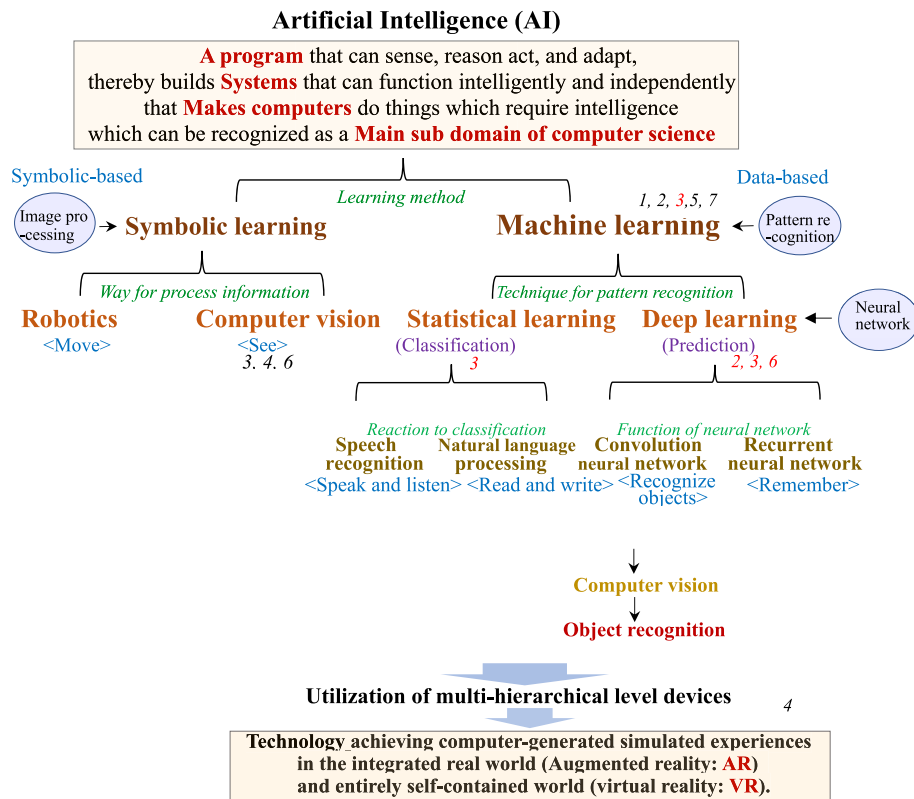 Artificial Intelligence (AI)
A program that can sense, reason act, and adapt,
thereby builds Systems that can function intelligently and independently
that Makes computers do things which require intelligence
which can be recognized as a Main sub domain of computer science
Symbolic-based
Data-based
Learning method
1, 2, 3,5, 7
Image pro
-cessing
Symbolic learning
Machine learning
Pattern re
-cognition
Way for process information
Technique for pattern recognition
Robotics
Computer vision
Statistical learning
Deep learning
Neural
network
<Move>
<See>
(Classification)
(Prediction)
3. 4. 6
3
2, 3, 6
Reaction to classification
Function of neural network
Speech
recognition
Natural language
processing
Convolution
neural network
Recurrent
neural network
<Speak and listen>
<Read and write>
<Recognize
objects>
<Remember>
Computer vision
Object recognition
Utilization of multi-hierarchical level devices
4
Technology achieving computer-generated simulated experiences
in the integrated real world (Augmented reality: AR)
and entirely self-contained world (virtual reality: VR).